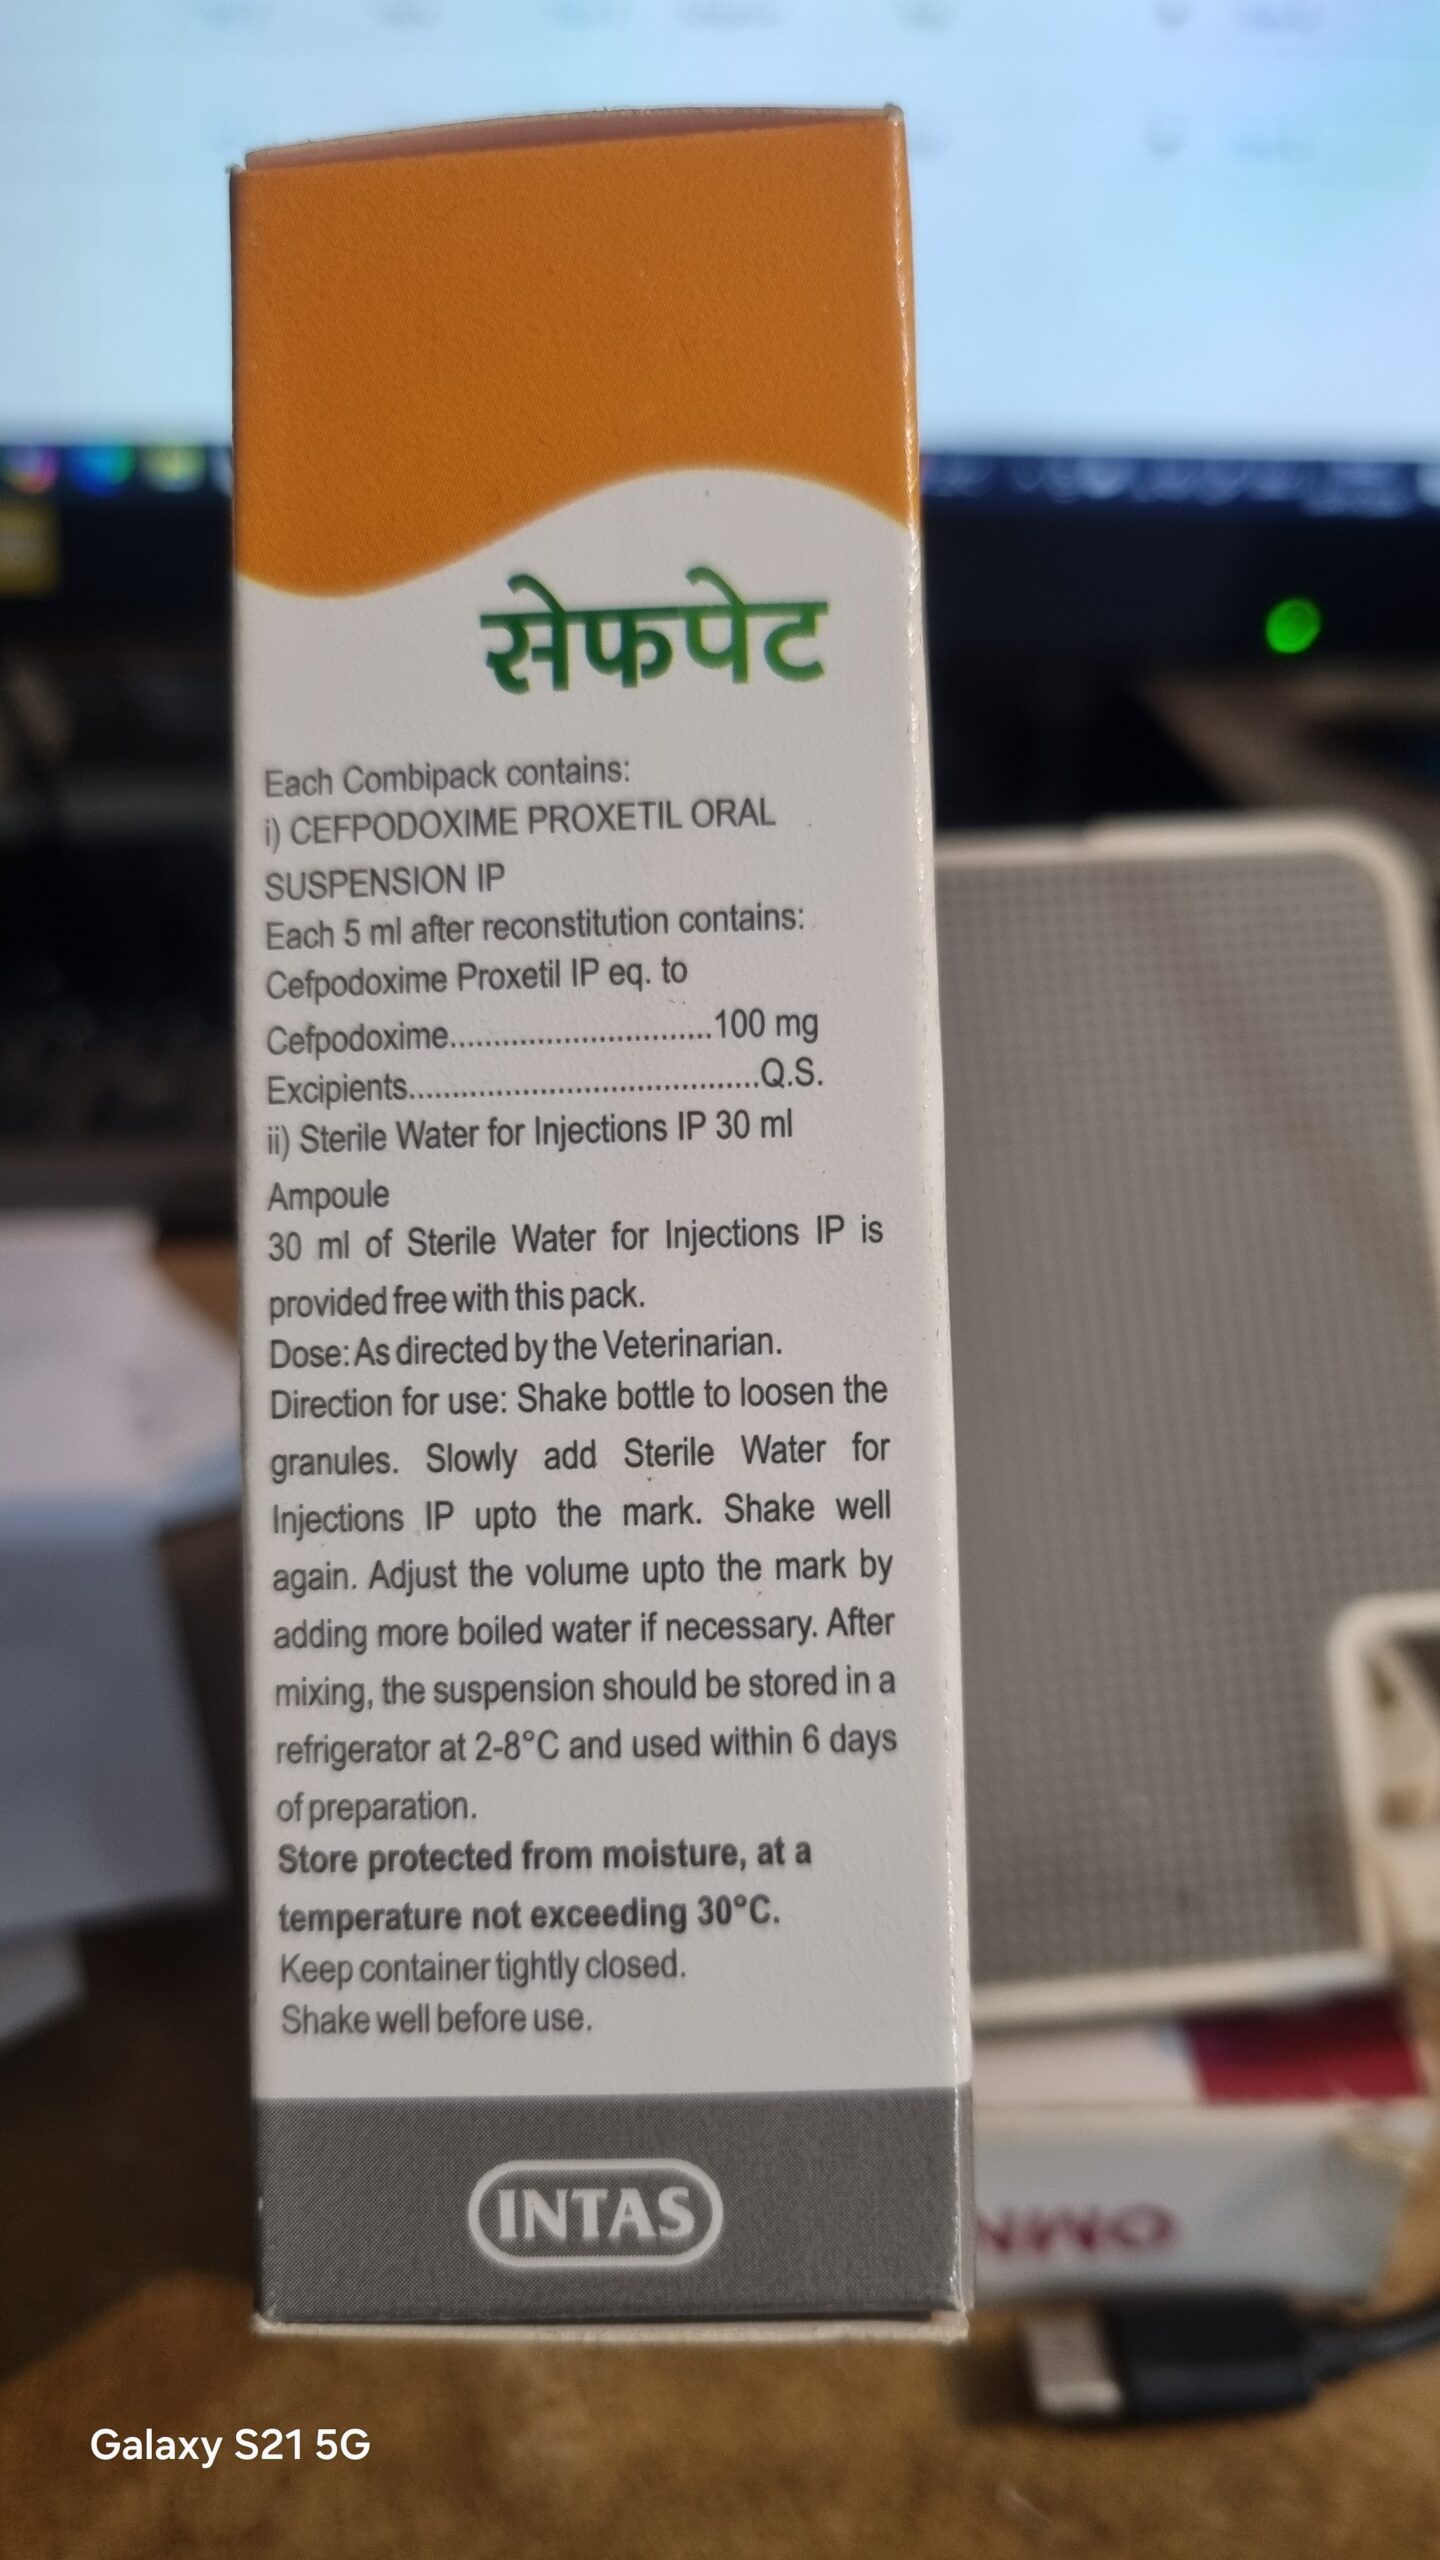 सेफपेट
Each Combipack contains:
i) CEFPODOXIME PROXETIL ORAL
SUSPENSION IP
Each 5 ml after reconstitution contains:
Cefpodoxime Proxetil IP eq. to
Cefpodoxime..............................100 mg
Excipients........................................Q.S.
ii) Sterile Water for Injections IP 30 ml
Ampoule
30 ml of Sterile Water for Injections IP is
provided free with this pack.
Dose: As directed by the Veterinarian.
Direction for use: Shake bottle to loosen the
granules. Slowly add Sterile Water for
Injections IP upto the mark. Shake well
again. Adjust the volume upto the mark by
adding more boiled water if necessary. After
mixing, the suspension should be stored in a
refrigerator at 2-8°C and used within 6 days
of preparation.
Store protected from moisture, at a
temperature not exceeding 30°C.
Keep container tightly closed.
Shake well before use.
INTAS
Galaxy S21 5G